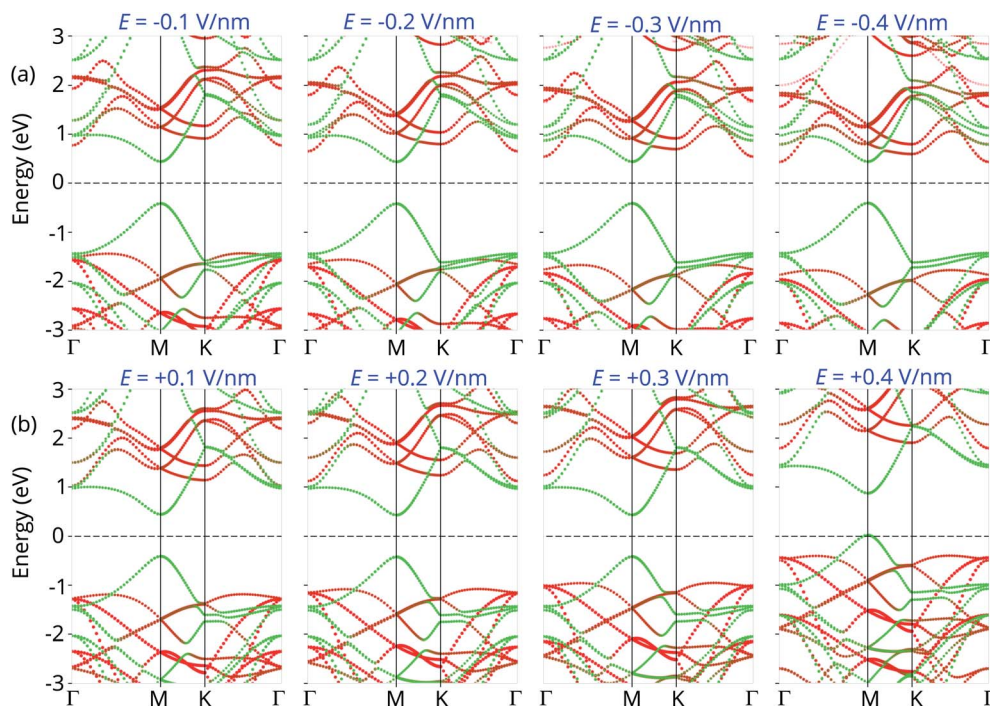 E = -0.1 V/nm E = -0.2 V/nm E = -0.3 V/nm E = -0.4 V/nm
(a)
Energy (eV)
3
2
1
0
-1
-2
-3
Γ M K Γ M K Γ M K Γ M K Γ
E = +0.1 V/nm E = +0.2 V/nm E = +0.3 V/nm E = +0.4 V/nm
(b)
Energy (eV)
3
2
1
0
-1
-2
-3
Γ M K Γ M K Γ M K Γ M K Γ